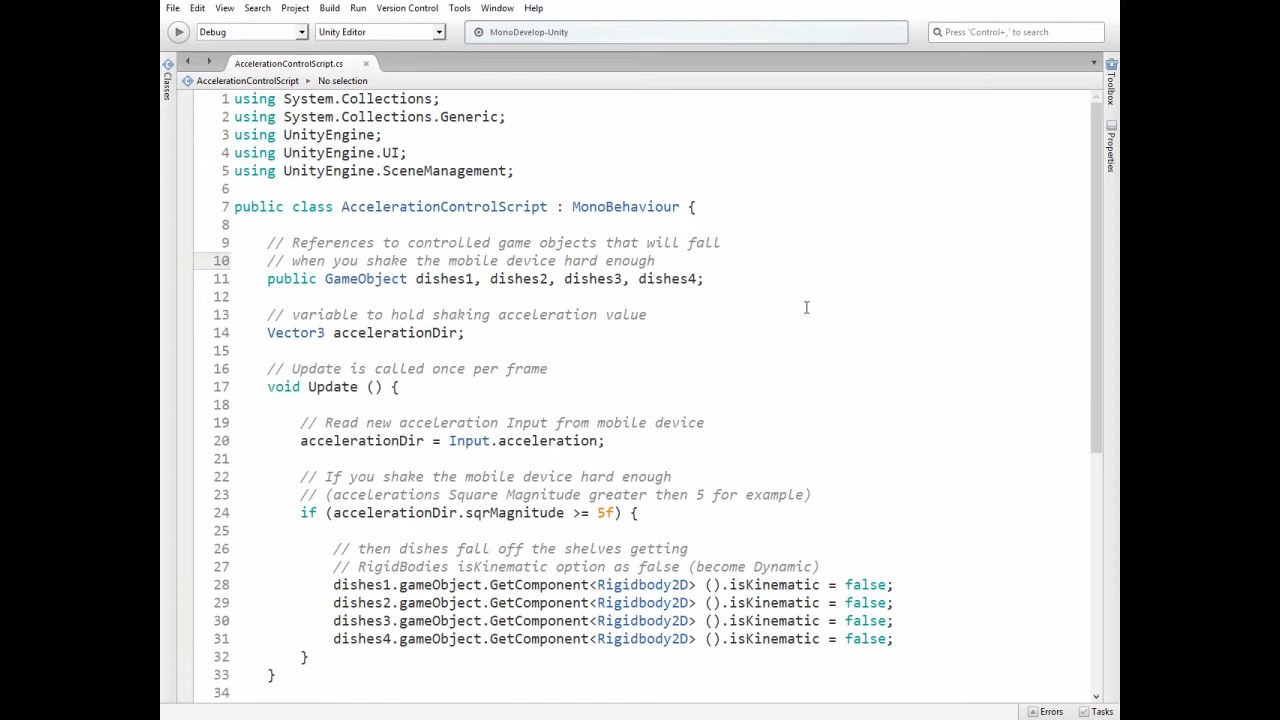 File Edit View Search Project Build Run Version Control Tools Window Help
Debug Unity Editor MonoDevelop-Unity Press 'Control+,' to search
AccelerationControlScript.cs
AccelerationControlScript No selection
Classes
Toolbox
Properties
1 using System.Collections;
2 using System.Collections.Generic;
3 using UnityEngine;
4 using UnityEngine.UI;
5 using UnityEngine.SceneManagement;
6
7 public class AccelerationControlScript : MonoBehaviour {
8
9 // References to controlled game objects that will fall
10 // when you shake the mobile device hard enough
11 public GameObject dishes1, dishes2, dishes3, dishes4;
12
13 // variable to hold shaking acceleration value
14 Vector3 accelerationDir;
15
16 // Update is called once per frame
17 void Update () {
18
19 // Read new acceleration Input from mobile device
20 accelerationDir = Input.acceleration;
21
22 // If you shake the mobile device hard enough
23 // (accelerations Square Magnitude greater then 5 for example)
24 if (accelerationDir.sqrMagnitude >= 5f) {
25
26 // then dishes fall off the shelves getting
27 // RigidBodies isKinematic option as false (become Dynamic)
28 dishes1.gameObject.GetComponent<Rigidbody2D> ().isKinematic = false;
29 dishes2.gameObject.GetComponent<Rigidbody2D> ().isKinematic = false;
30 dishes3.gameObject.GetComponent<Rigidbody2D> ().isKinematic = false;
31 dishes4.gameObject.GetComponent<Rigidbody2D> ().isKinematic = false;
32 }
33 }
34
Errors Tasks